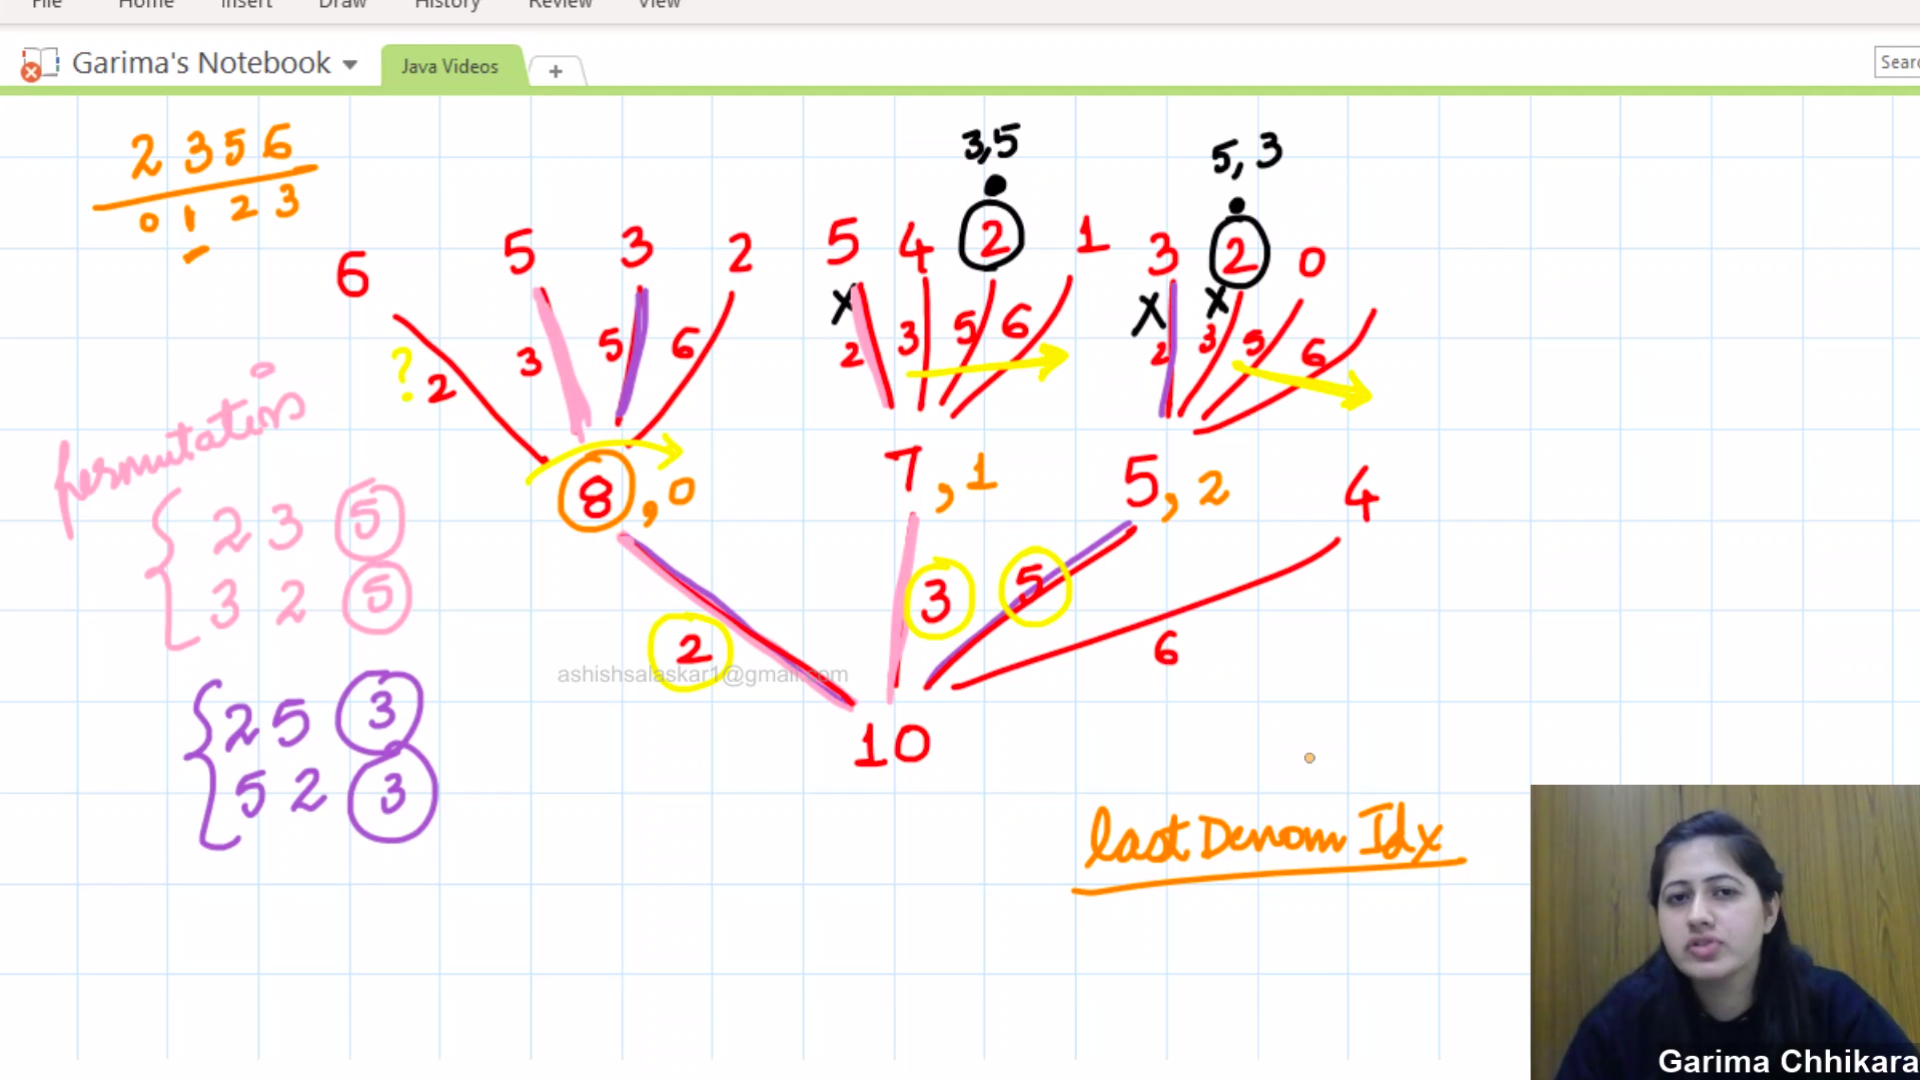 File Home Insert Draw History Review View
Garima's Notebook Java Videos +
Sear
2 3 5 6
0 1 2 3
3,5
5, 3
6 5 3 2 5 4 2 1 3 2 0
? 2 3 5 6 x 2 3 5 6 x 2 x 3 5 6
permutations
8 , 0 7 , 1 5 , 2 4
2 3 5
3 2 5
2 3 5 6
ashishsalaskar1@gmail.com
2 5 3
10
5 2 3
last Denom Idx
Garima Chhikara